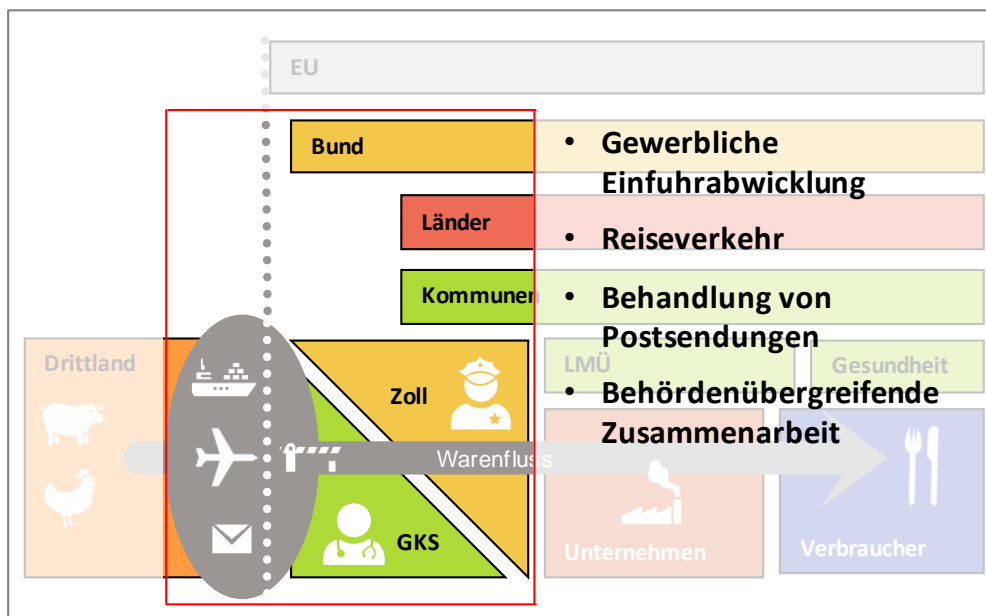 EU
Bund
Länder
Kommunen
• Gewerbliche
Einfuhrabwicklung
• Reiseverkehr
• Behandlung von
Postsendungen
• Behördenübergreifende
Zusammenarbeit
Drittland
Zoll
LMÜ
Gesundheit
Warenfluss
GKS
Unternehmen
Verbraucher